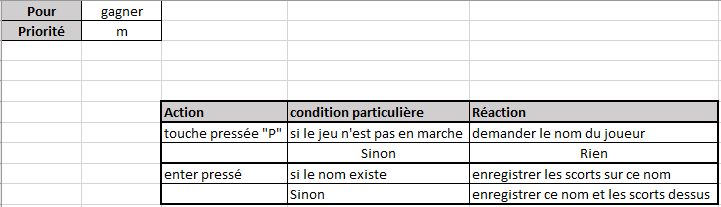 Pour gagner
Priorité m
Action condition particulière Réaction
touche pressée "P" si le jeu n'est pas en marche demander le nom du joueur
Sinon Rien
enter pressé si le nom existe enregistrer les scorts sur ce nom
Sinon enregistrer ce nom et les scorts dessus